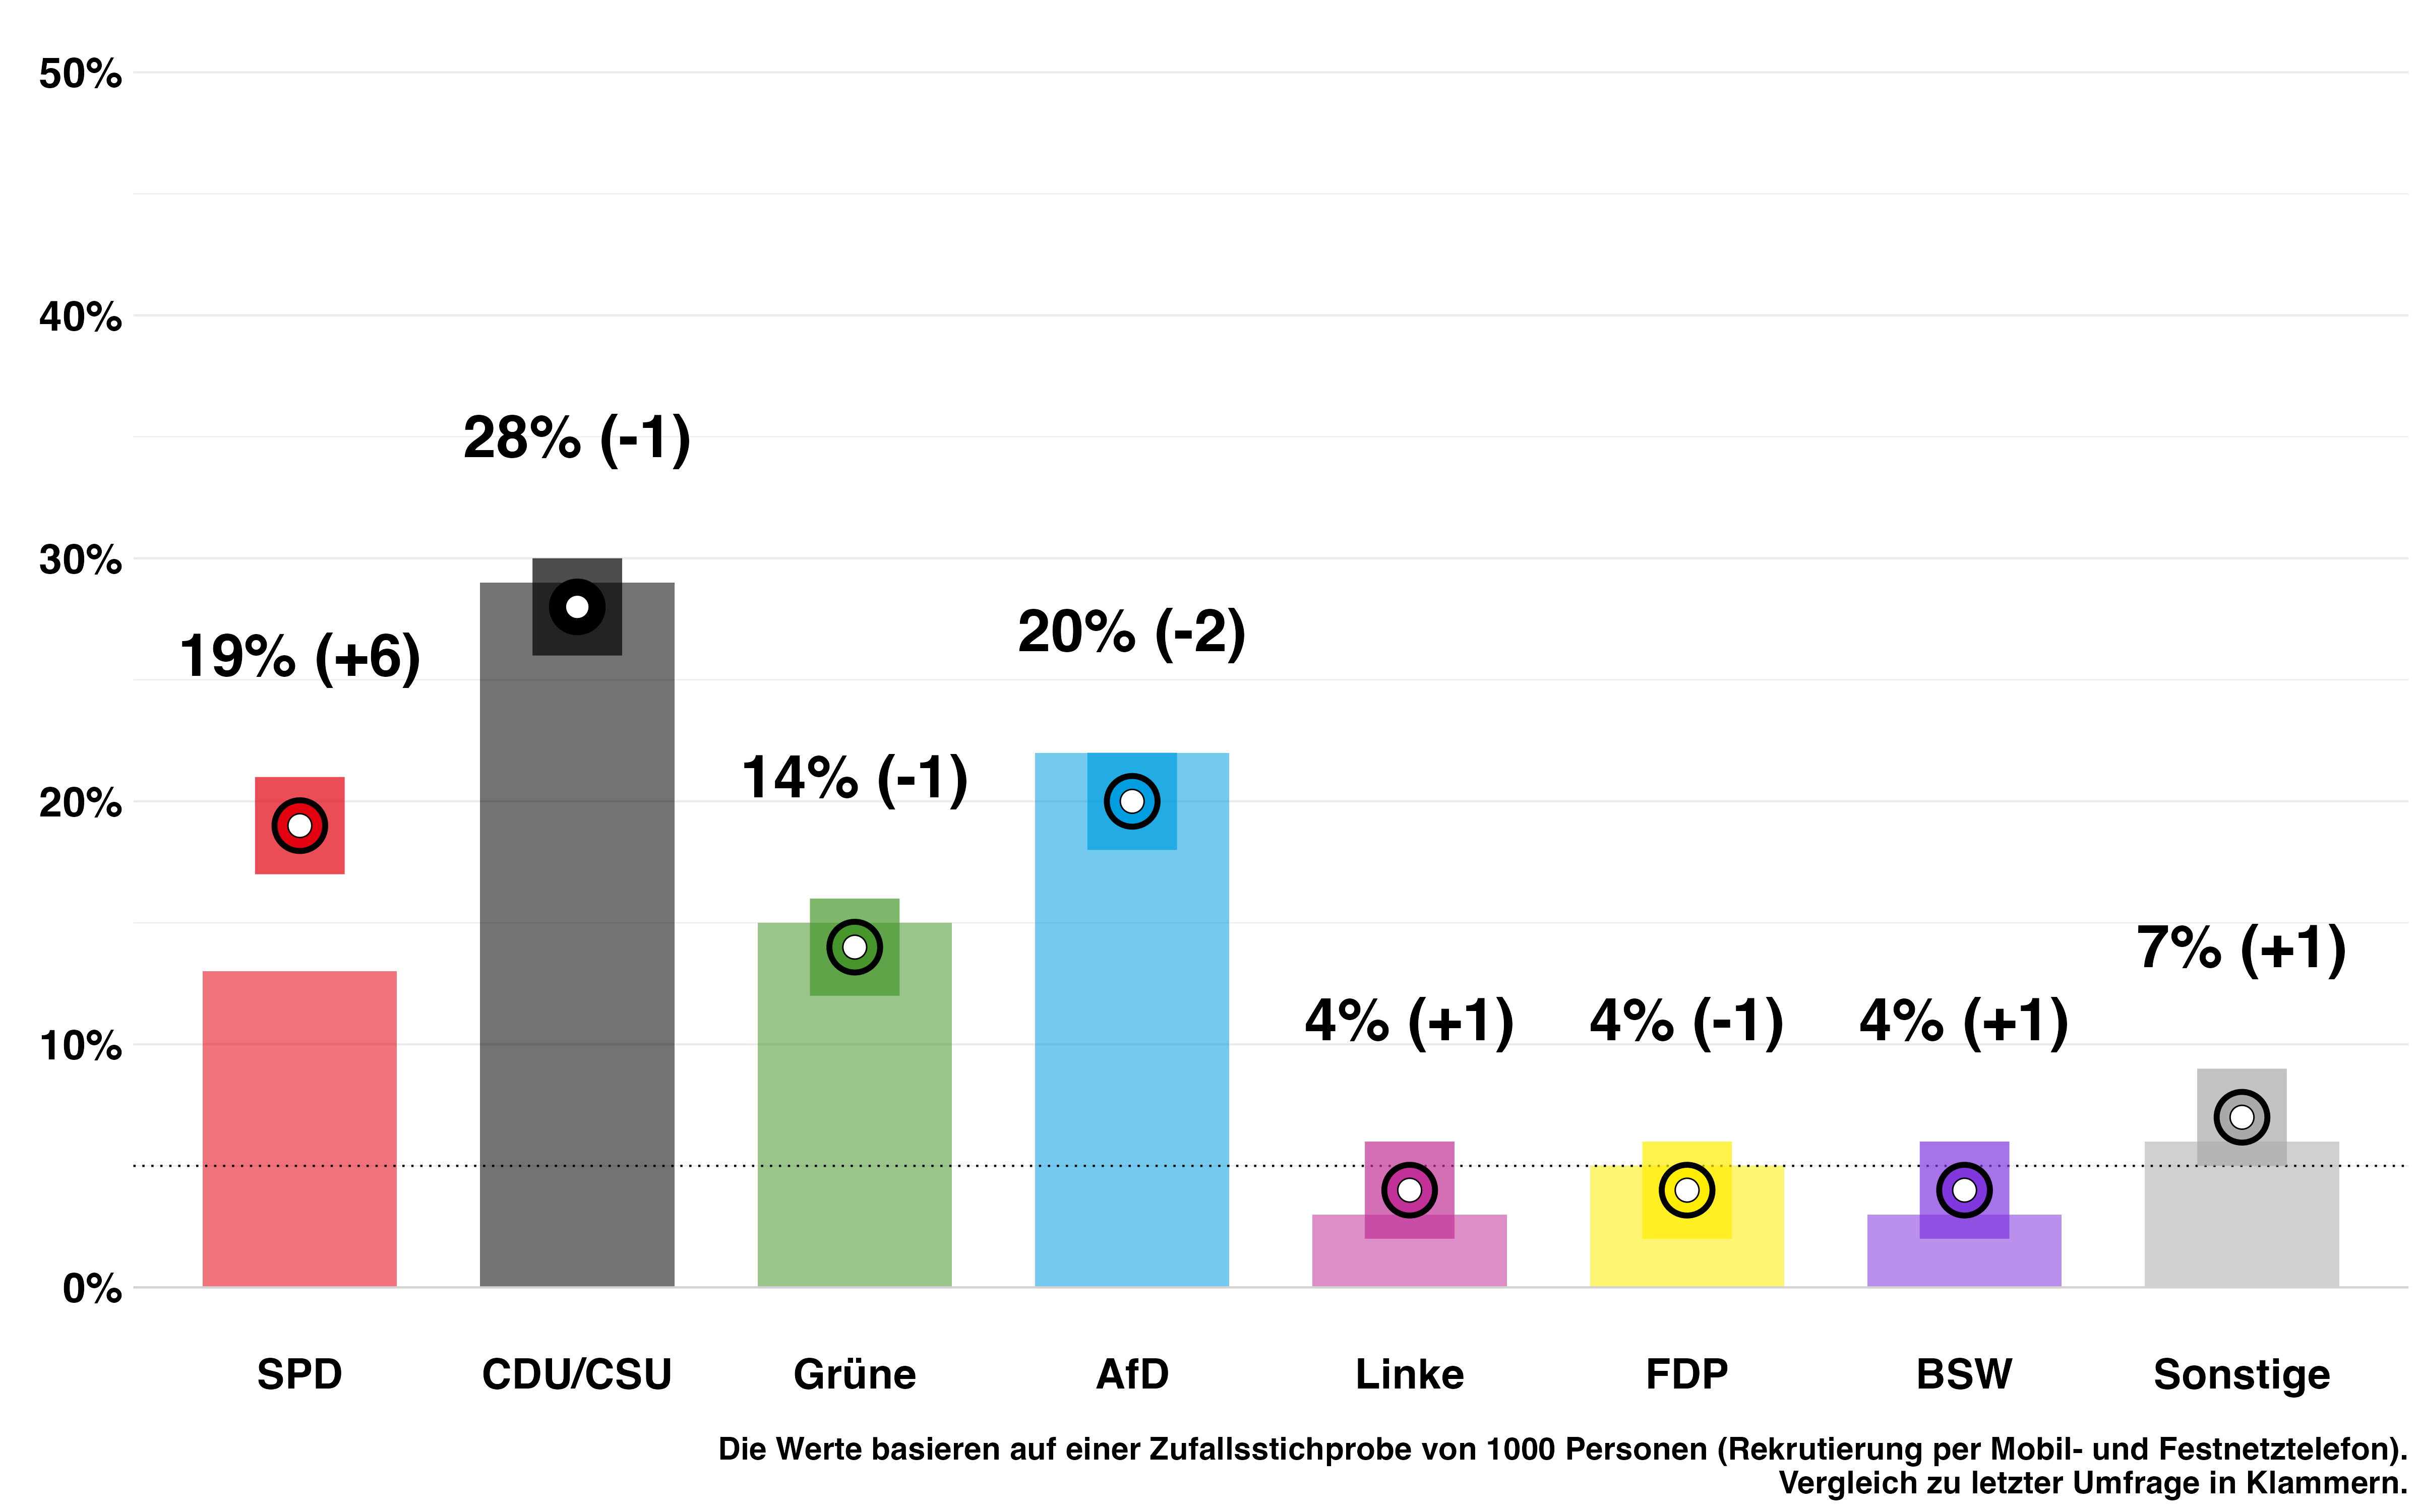 50%
40%
30%
20%
10%
0%
19% (+6)
28% (-1)
14% (-1)
20% (-2)
4% (+1)
4% (-1)
4% (+1)
7% (+1)
SPD
CDU/CSU
Grüne
AfD
Linke
FDP
BSW
Sonstige
Die Werte basieren auf einer Zufallsstichprobe von 1000 Personen (Rekrutierung per Mobil- und Festnetztelefon).
Vergleich zu letzter Umfrage in Klammern.